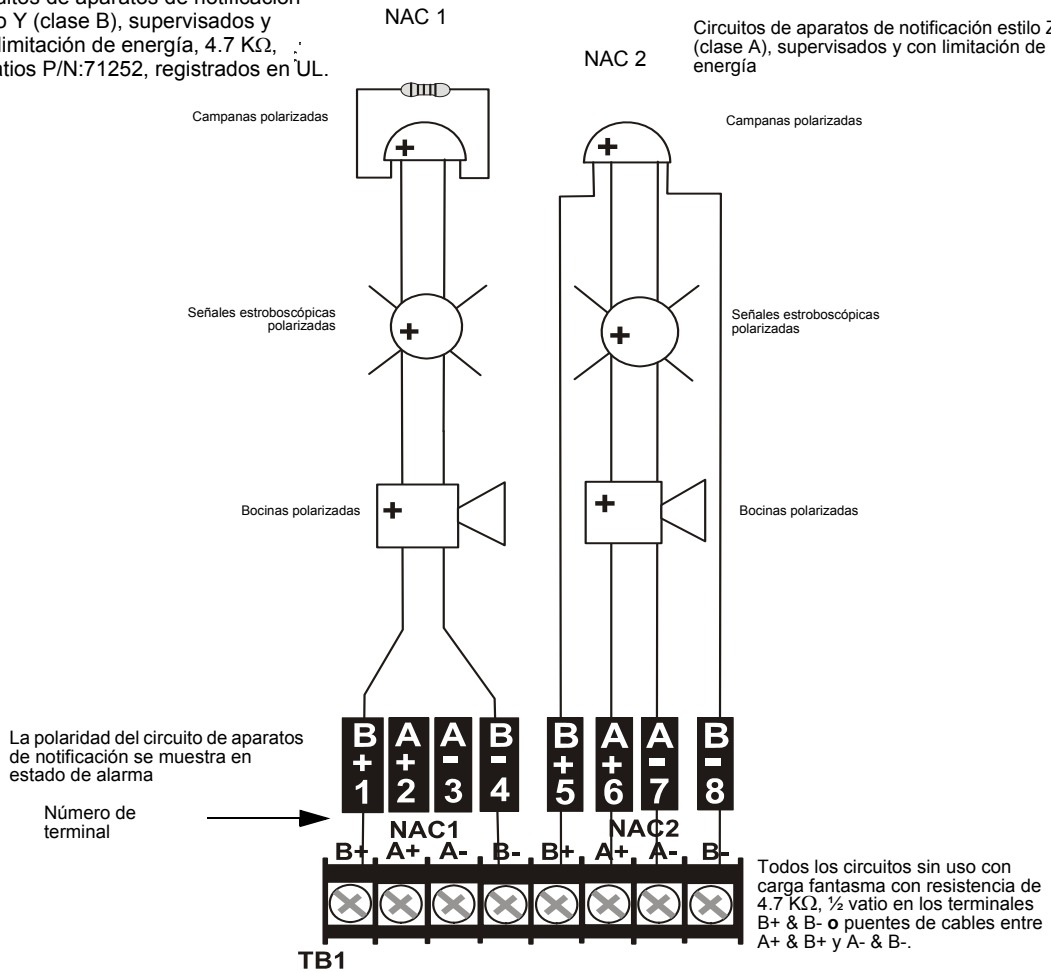 uitos de aparatos de notificación
o Y (clase B), supervisados y
limitación de energía, 4.7 KΩ,
atios P/N:71252, registrados en UL.
NAC 1
NAC 2
Circuitos de aparatos de notificación estilo Z
(clase A), supervisados y con limitación de
energía
Campanas polarizadas
+
+
Campanas polarizadas
Señales estroboscópicas
polarizadas
+
+
Señales estroboscópicas
polarizadas
Bocinas polarizadas
+
+
Bocinas polarizadas
La polaridad del circuito de aparatos
de notificación se muestra en
estado de alarma
Número de
terminal
B+1 A+2 A-3 B-4 B+5 A+6 A-7 B-8
NAC1 NAC2
B+ A+ A- B- B+ A+ A- B-
TB1
Todos los circuitos sin uso con
carga fantasma con resistencia de
4.7 KΩ, ½ vatio en los terminales
B+ & B- o puentes de cables entre
A+ & B+ y A- & B-.